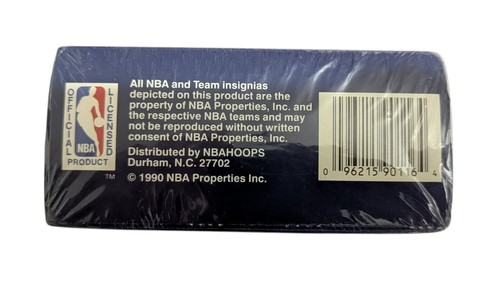 OFFICIAL
LICENSED
NBA
PRODUCT
TM
All NBA and Team insignias
depicted on this product are the
property of NBA Properties, Inc. and
the respective NBA teams and may
not be reproduced without written
consent of NBA Properties, Inc.
Distributed by NBAHOOPS
Durham, N.C. 27702
© 1990 NBA Properties Inc.
0 96215 90116 4